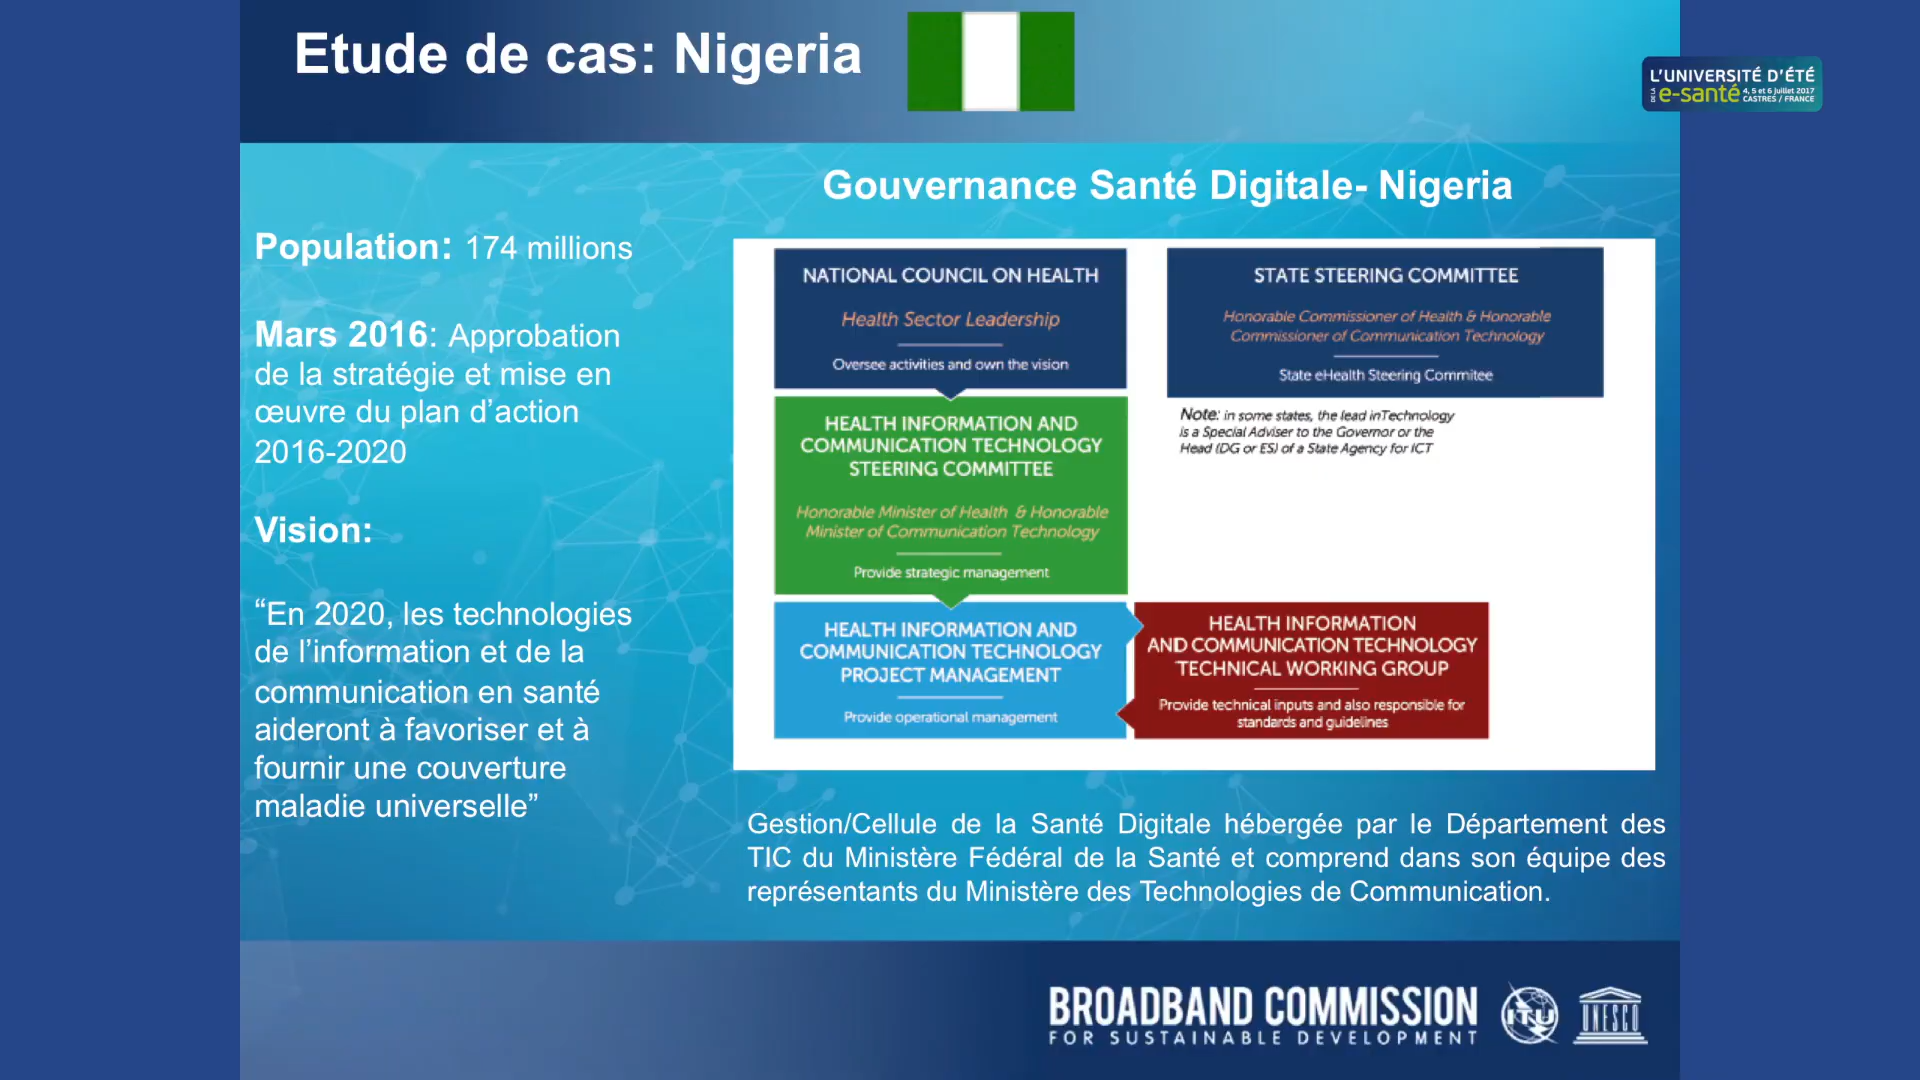 Etude de cas: Nigeria
L'UNIVERSITÉ D'ÉTÉ
DE LA e-santé 4, 5 et 6 juillet 2017
CASTRES / FRANCE
Gouvernance Santé Digitale- Nigeria
Population: 174 millions
Mars 2016: Approbation
de la stratégie et mise en
œuvre du plan d'action
2016-2020
Vision:
“En 2020, les technologies
de l'information et de la
communication en santé
aideront à favoriser et à
fournir une couverture
maladie universelle”
NATIONAL COUNCIL ON HEALTH
Health Sector Leadership
Oversee activities and own the vision
STATE STEERING COMMITTEE
Honorable Commissioner of Health & Honorable
Commissioner of Communication Technology
State eHealth Steering Commitee
Note: in some states, the lead inTechnology
is a Special Adviser to the Governor or the
Head (DG or ES) of a State Agency for ICT
HEALTH INFORMATION AND
COMMUNICATION TECHNOLOGY
STEERING COMMITTEE
Honorable Minister of Health & Honorable
Minister of Communication Technology
Provide strategic management
HEALTH INFORMATION AND
COMMUNICATION TECHNOLOGY
PROJECT MANAGEMENT
Provide operational management
HEALTH INFORMATION
AND COMMUNICATION TECHNOLOGY
TECHNICAL WORKING GROUP
Provide technical inputs and also responsible for
standards and guidelines
Gestion/Cellule de la Santé Digitale hébergée par le Département des
TIC du Ministère Fédéral de la Santé et comprend dans son équipe des
représentants du Ministère des Technologies de Communication.
BROADBAND COMMISSION
FOR SUSTAINABLE DEVELOPMENT
ITU
UNESCO